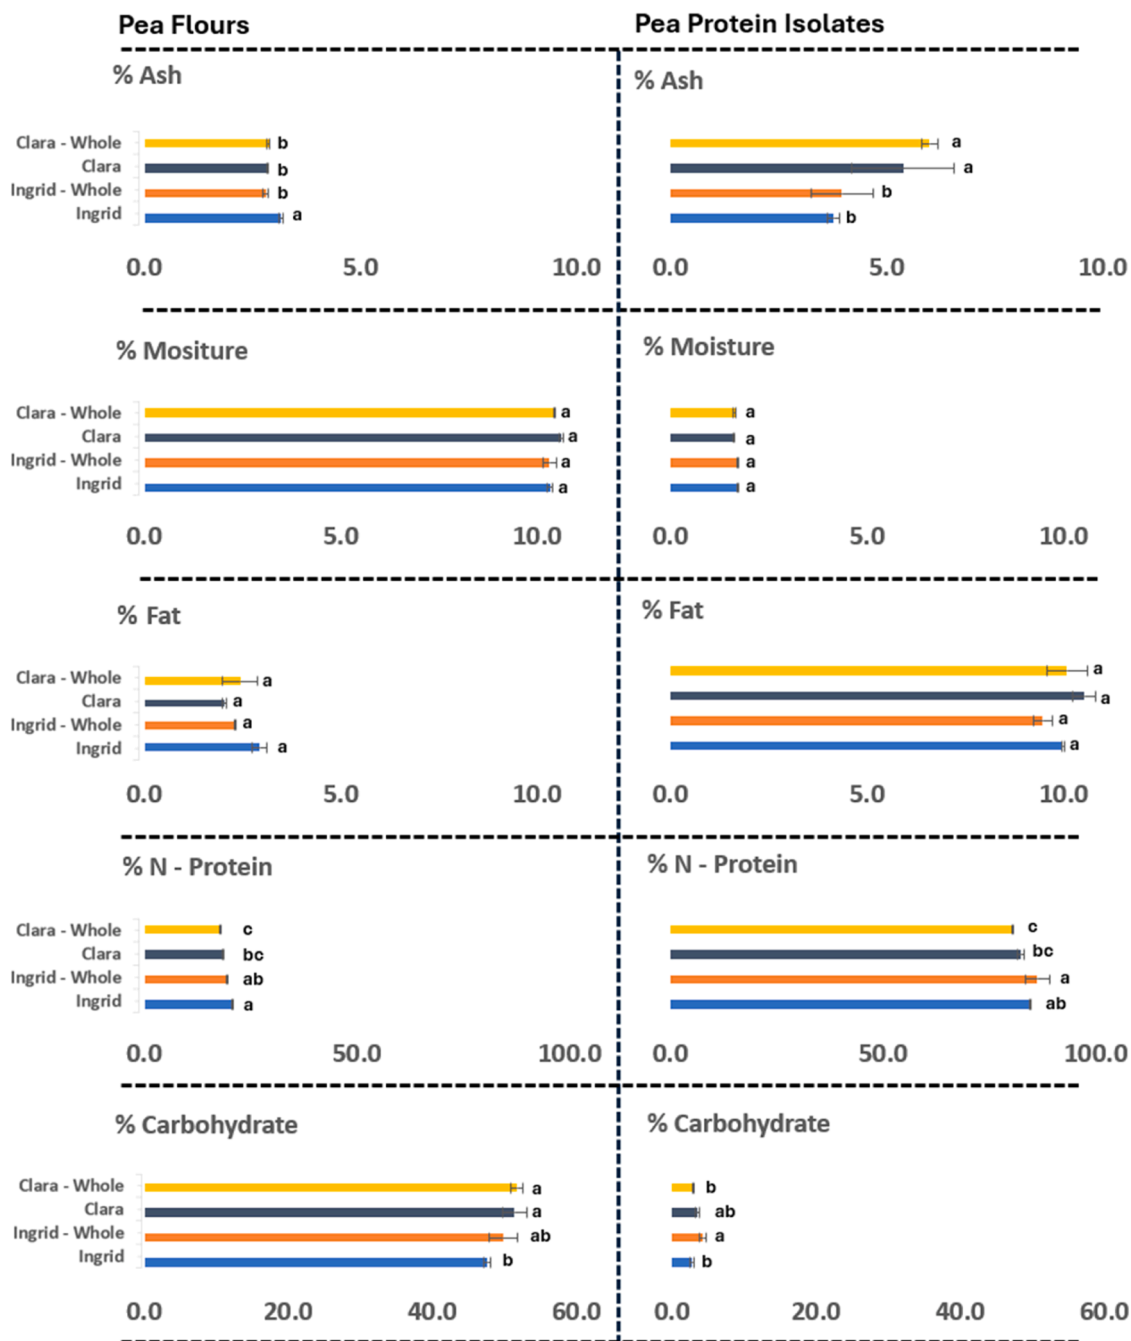 Pea Flours
Pea Protein Isolates
% Ash
Clara - Whole b
Clara b
Ingrid - Whole b
Ingrid a
0.0 5.0 10.0
% Ash
a
a
b
b
0.0 5.0 10.0
% Mositure
Clara - Whole a
Clara a
Ingrid - Whole a
Ingrid a
0.0 5.0 10.0
% Moisture
a
a
a
a
0.0 5.0 10.0
% Fat
Clara - Whole a
Clara a
Ingrid - Whole a
Ingrid a
0.0 5.0 10.0
% Fat
a
a
a
a
0.0 5.0 10.0
% N - Protein
Clara - Whole c
Clara bc
Ingrid - Whole ab
Ingrid a
0.0 50.0 100.0
% N - Protein
c
bc
a
ab
0.0 50.0 100.0
% Carbohydrate
Clara - Whole a
Clara a
Ingrid - Whole ab
Ingrid b
0.0 20.0 40.0 60.0
% Carbohydrate
b
ab
a
b
0.0 20.0 40.0 60.0